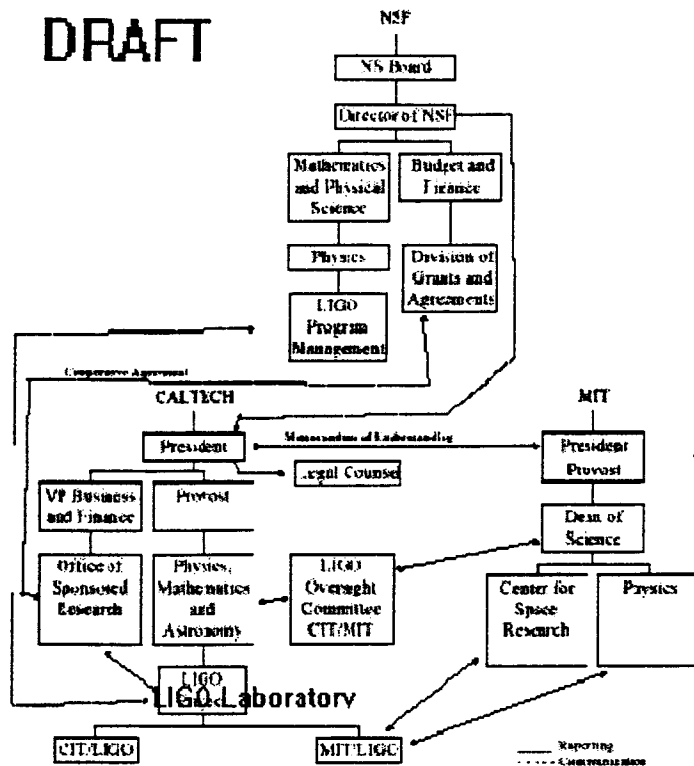 DRAFT
NSF
NS Board
Director of NSF
Mathematics
and Physical
Science
Budget and
Finance
Physics
Division of
Grants and
Agreements
LIGO
Program
Management
Cooperative Agreement
CALTECH
MIT
President
Memorandum of Understanding
President
Provost
Legal Counsel
VP Business
and Finance
Provost
Dean of
Science
Office of
Sponsored
Research
Physics,
Mathematics
and
Astronomy
LIGO
Oversight
Committee
CIT/MIT
Center for
Space
Research
Physics
LIGO
LIGO Laboratory
CIT/LIGO
MIT/LIGO
Reporting
Communication